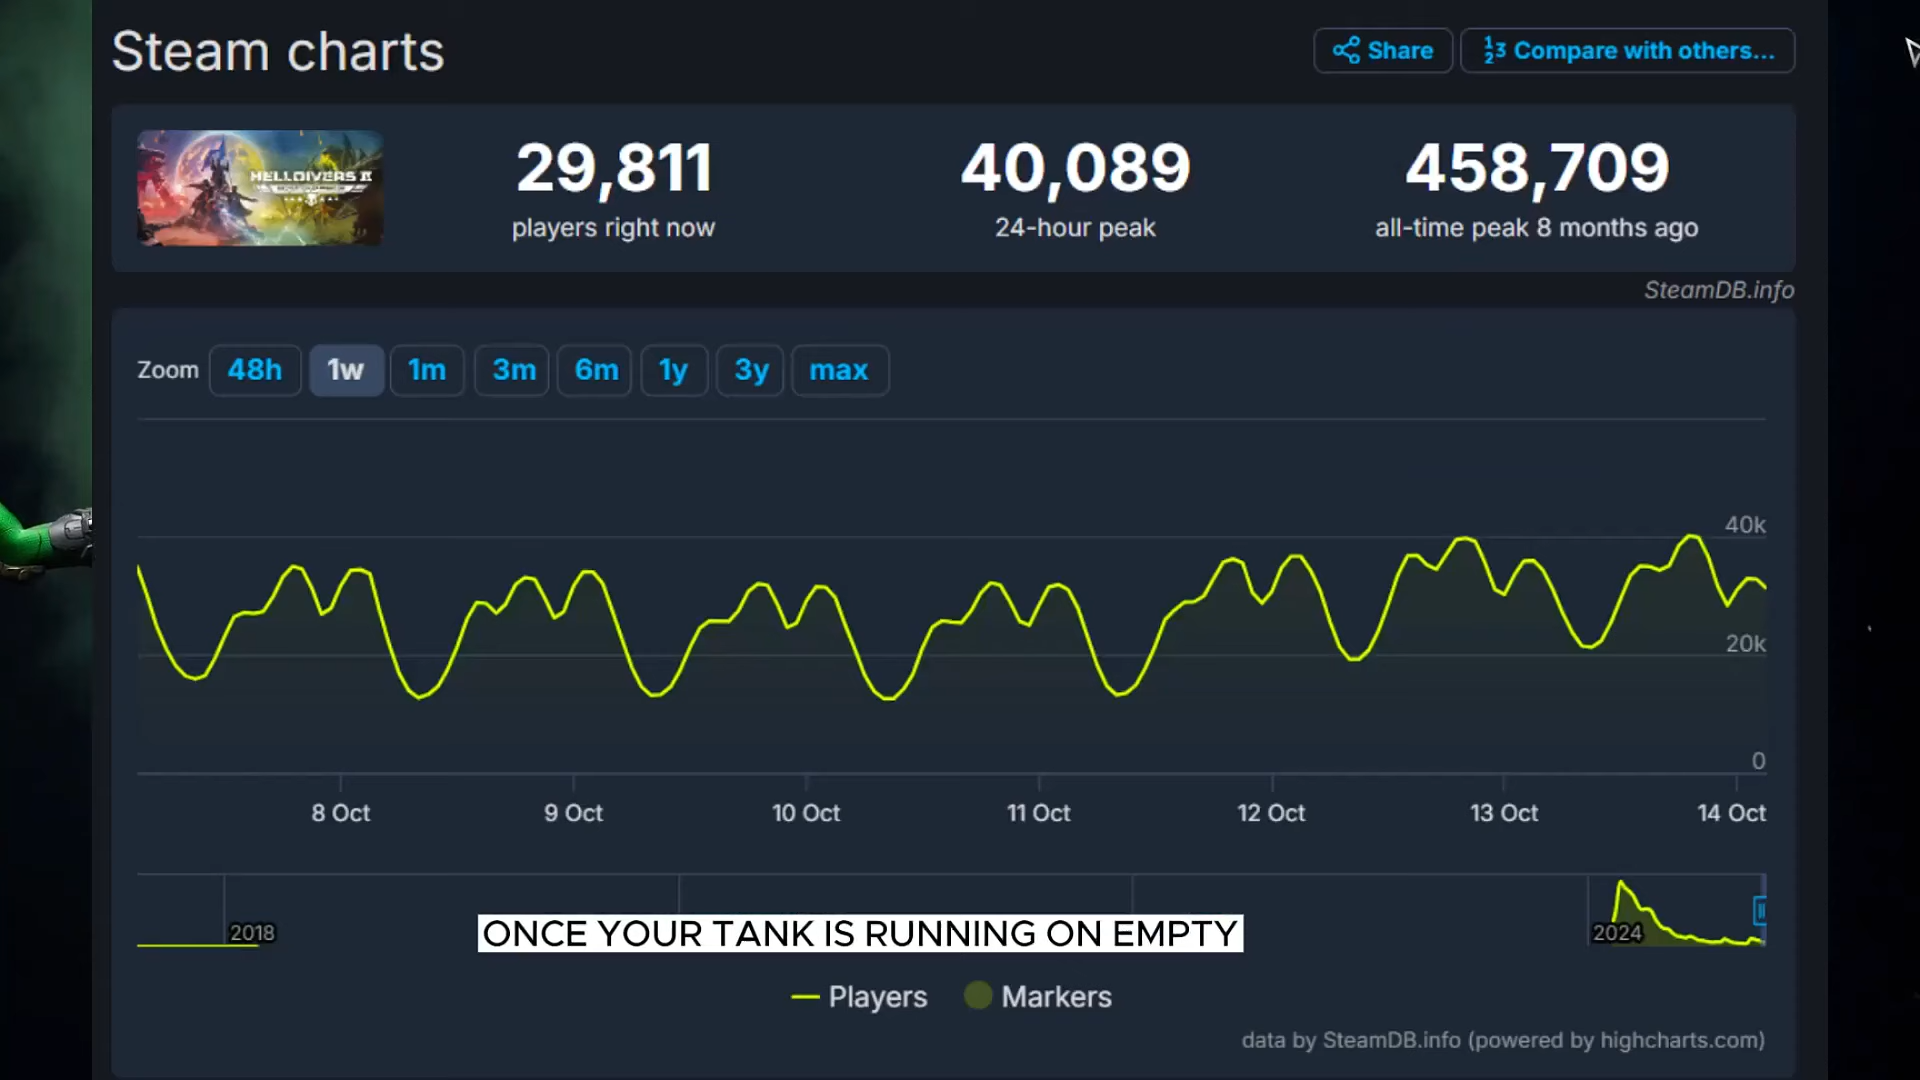 Steam charts
Share
Compare with others...
HELLDIVERS II
29,811
players right now
40,089
24-hour peak
458,709
all-time peak 8 months ago
SteamDB.info
Zoom 48h 1w 1m 3m 6m 1y 3y max
40k
20k
0
8 Oct 9 Oct 10 Oct 11 Oct 12 Oct 13 Oct 14 Oct
2018
2024
ONCE YOUR TANK IS RUNNING ON EMPTY
Players Markers
data by SteamDB.info (powered by highcharts.com)